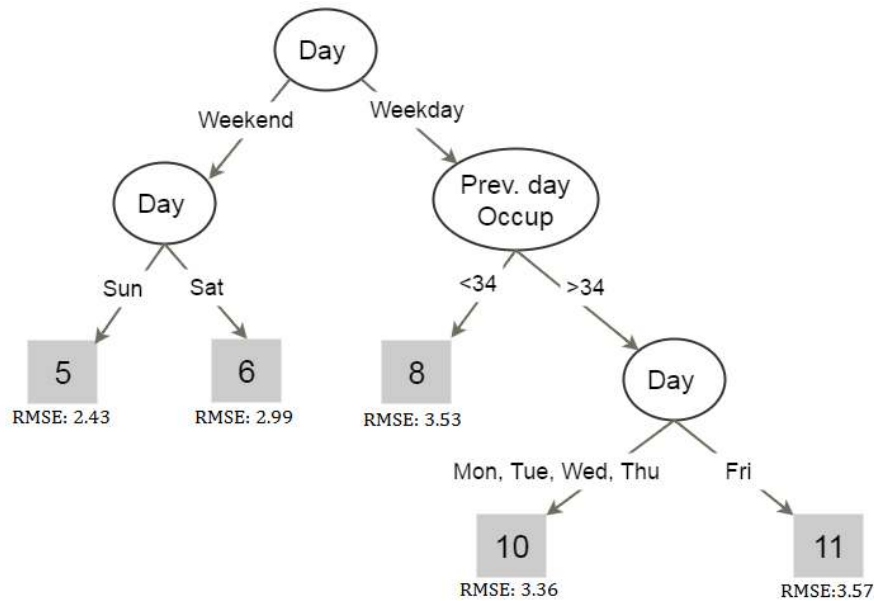 Day
Weekend
Weekday
Day
Prev. day
Occup
Sun
Sat
<34
>34
5
6
8
Day
RMSE: 2.43
RMSE: 2.99
RMSE: 3.53
Mon, Tue, Wed, Thu
Fri
10
11
RMSE: 3.36
RMSE:3.57